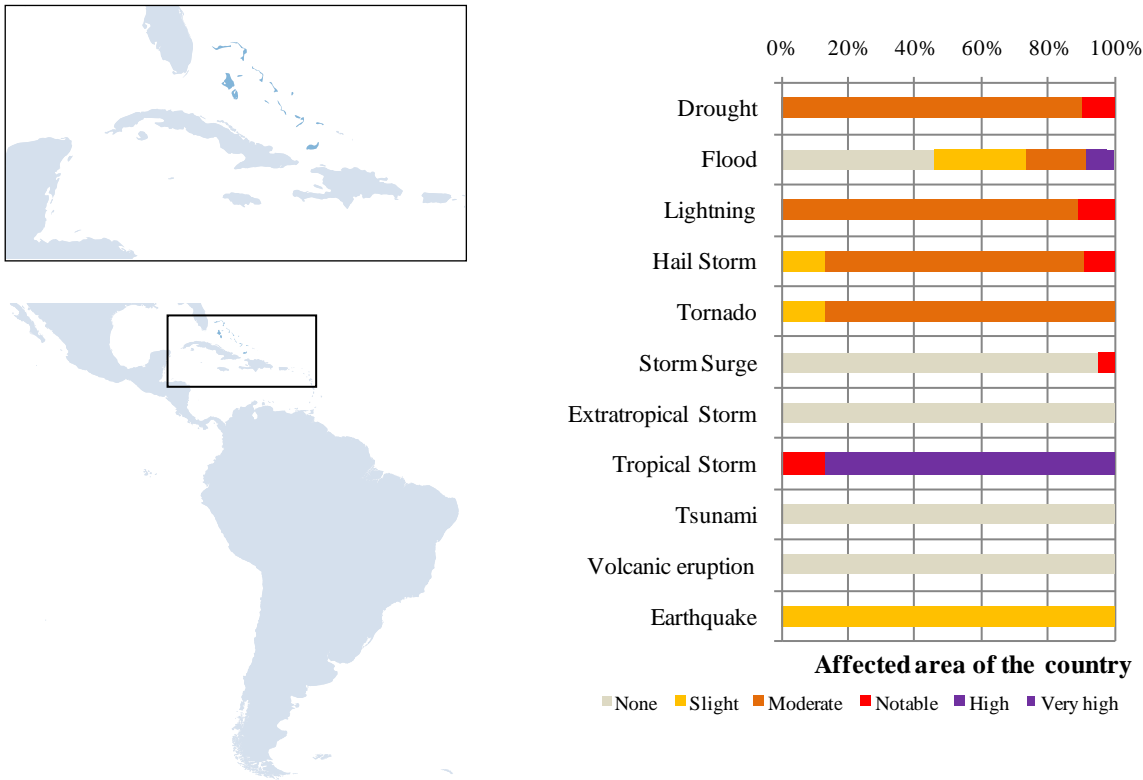 0% 20% 40% 60% 80% 100%
Drought
Flood
Lightning
Hail Storm
Tornado
Storm Surge
Extratropical Storm
Tropical Storm
Tsunami
Volcanic eruption
Earthquake
Affected area of the country
None Slight Moderate Notable High Very high